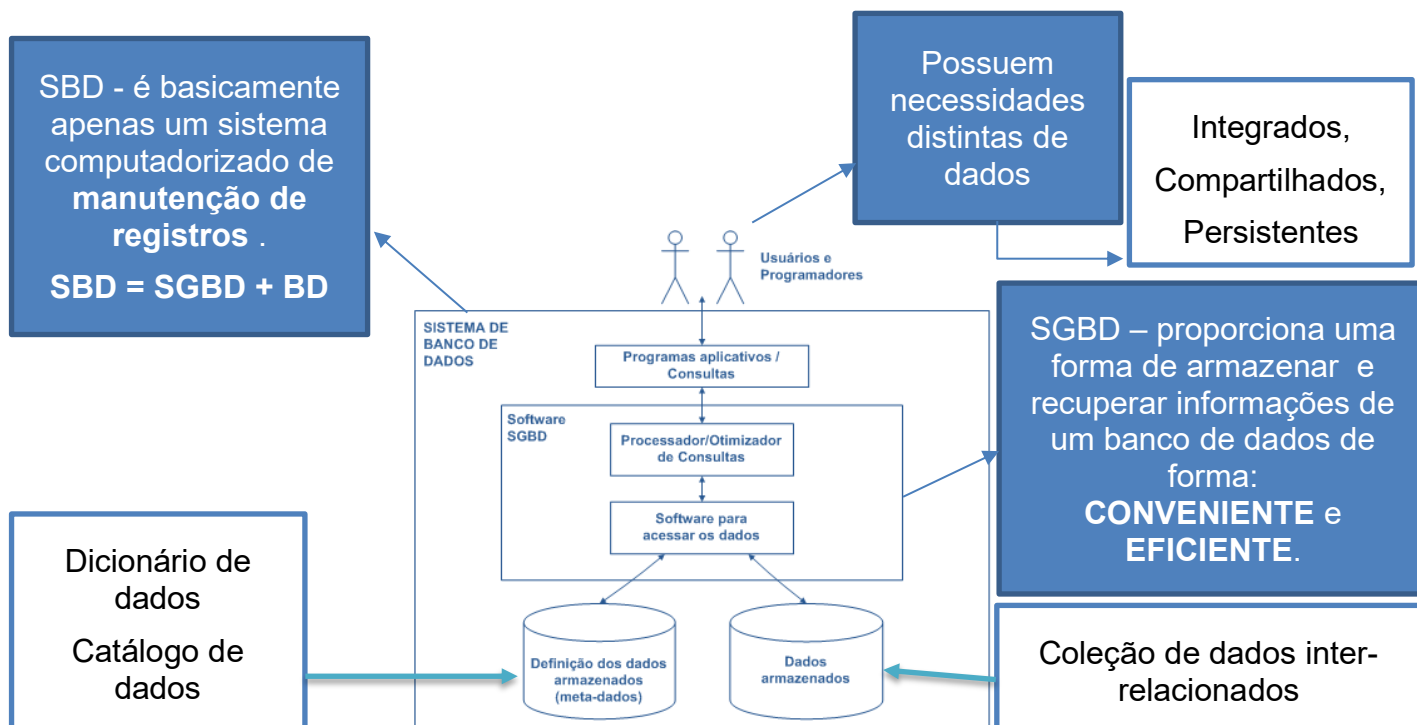 SBD - é basicamente
apenas um sistema
computadorizado de
manutenção de
registros .
SBD = SGBD + BD
Possuem
necessidades
distintas de
dados
Integrados,
Compartilhados,
Persistentes
Usuários e
Programadores
SISTEMA DE
BANCO DE
DADOS
Programas aplicativos /
Consultas
Software
SGBD
Processador/Otimizador
de Consultas
Software para
acessar os dados
SGBD – proporciona uma
forma de armazenar e
recuperar informações de
um banco de dados de
forma:
CONVENIENTE e
EFICIENTE.
Dicionário de
dados
Catálogo de
dados
Definição dos dados
armazenados
(meta-dados)
Dados
armazenados
Coleção de dados inter-
relacionados